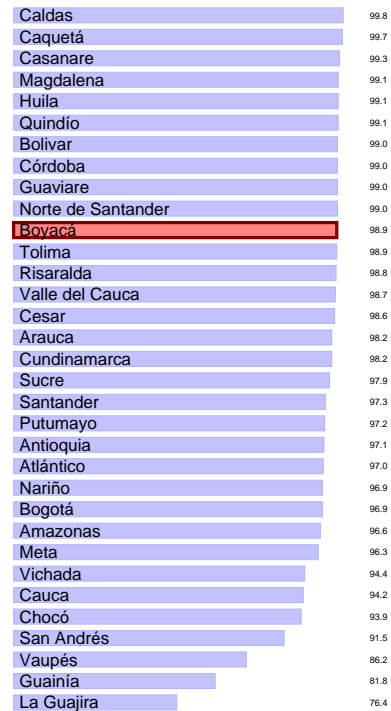 Caldas 99.8
Caquetá 99.7
Casanare 99.3
Magdalena 99.1
Huila 99.1
Quindío 99.1
Bolivar 99.0
Córdoba 99.0
Guaviare 99.0
Norte de Santander 99.0
Boyacá 98.9
Tolima 98.9
Risaralda 98.8
Valle del Cauca 98.7
Cesar 98.6
Arauca 98.2
Cundinamarca 98.2
Sucre 97.9
Santander 97.3
Putumayo 97.2
Antioquia 97.1
Atlántico 97.0
Nariño 96.9
Bogotá 96.9
Amazonas 96.6
Meta 96.3
Vichada 94.4
Cauca 94.2
Chocó 93.9
San Andrés 91.5
Vaupés 86.2
Guainía 81.8
La Guajira 76.4